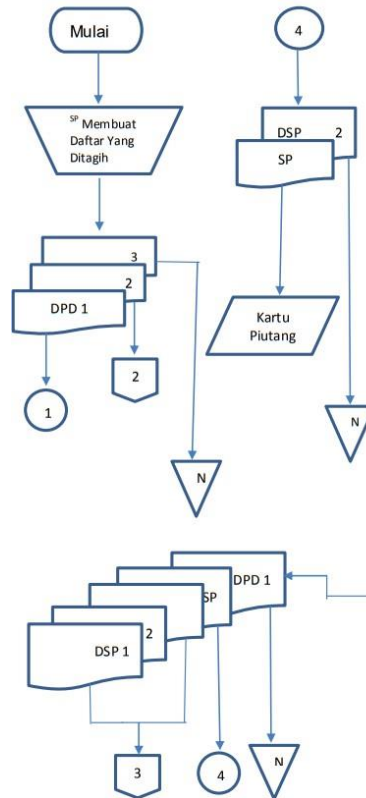 Mulai
SP Membuat
Daftar Yang
Ditagih
3
2
DPD 1
1
2
N
4
DSP 2
SP
Kartu
Piutang
N
DPD 1
SP
2
DSP 1
3
4
N